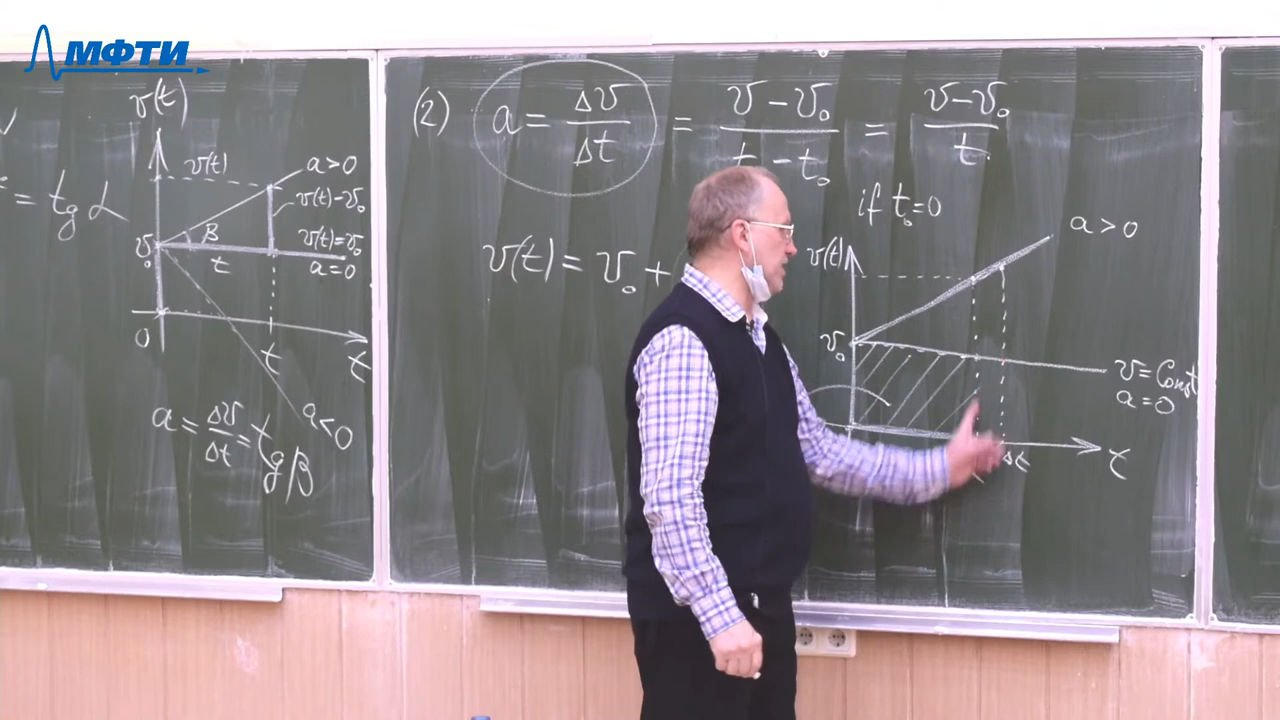 МФТИ
v(t)
v(t)
a>0
v(t)-v₀
= tg α
v₀
β
v(t)=v₀
t
a=0
0
t
t
a = Δv/Δt = tg β
a<0
(2) a = Δv/Δt = v-v₀/t-t₀ = v-v₀/t
if t₀=0
v(t) = v₀ +
v(t)
a>0
v₀
v=Const
a=0
Δt
t